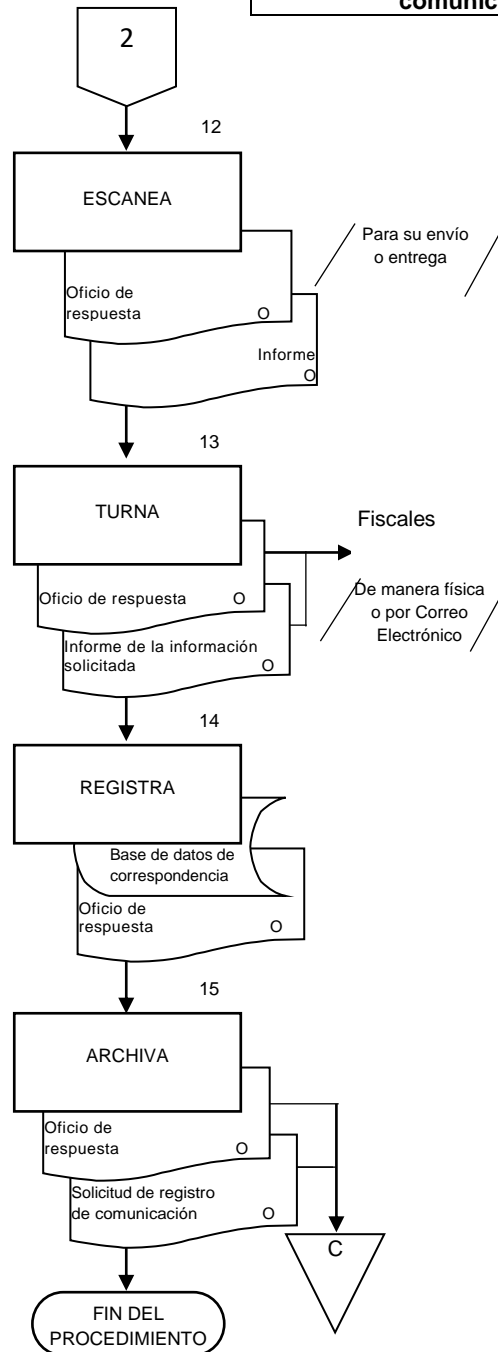 comunic
2
12
ESCANEA
Para su envío
o entrega
Oficio de
respuesta
O
Informe
O
13
TURNA
Fiscales
Oficio de respuesta
O
De manera física
o por Correo
Electrónico
Informe de la información
solicitada
O
14
REGISTRA
Base de datos de
correspondencia
Oficio de
respuesta
O
15
ARCHIVA
Oficio de
respuesta
O
Solicitud de registro
de comunicación
O
C
FIN DEL
PROCEDIMIENTO